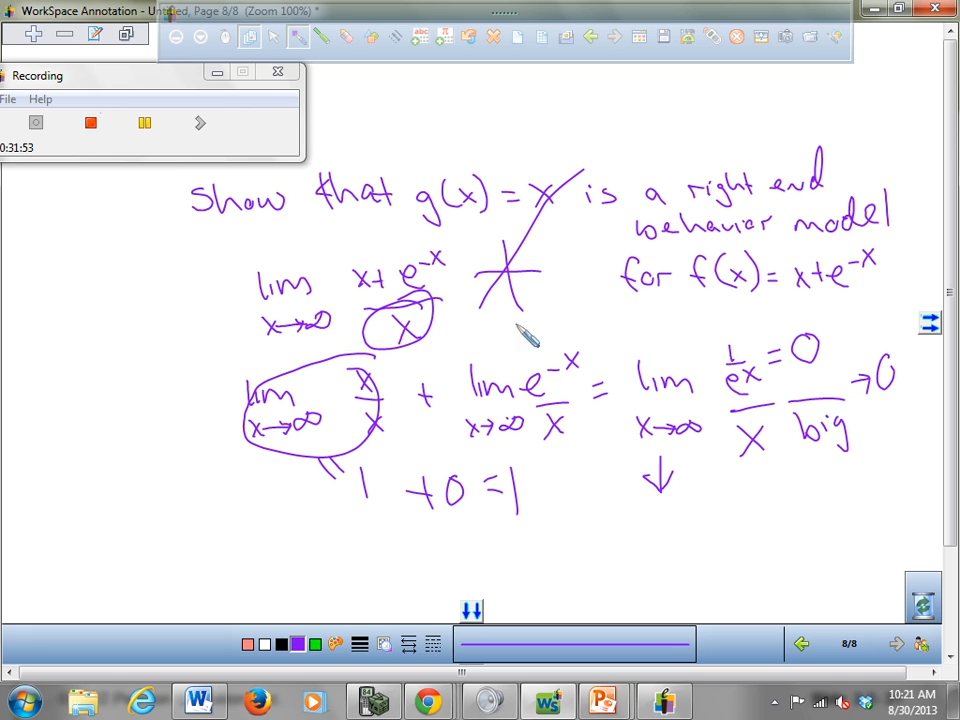 WorkSpace Annotation - Untitled, Page 8/8 (Zoom 100%) *
Recording
File Help
0:31:53
Show that g(x) = x is a right end
behavior model
for f(x) = x+e^-x
lim x→∞ x+e^-x / x
lim x→∞ x/x + lim x→∞ e^-x/x = lim x→∞ 1/e^x = 0 / x / big → 0
" 1 + 0 = 1 ↓
8/8
10:21 AM
8/30/2013